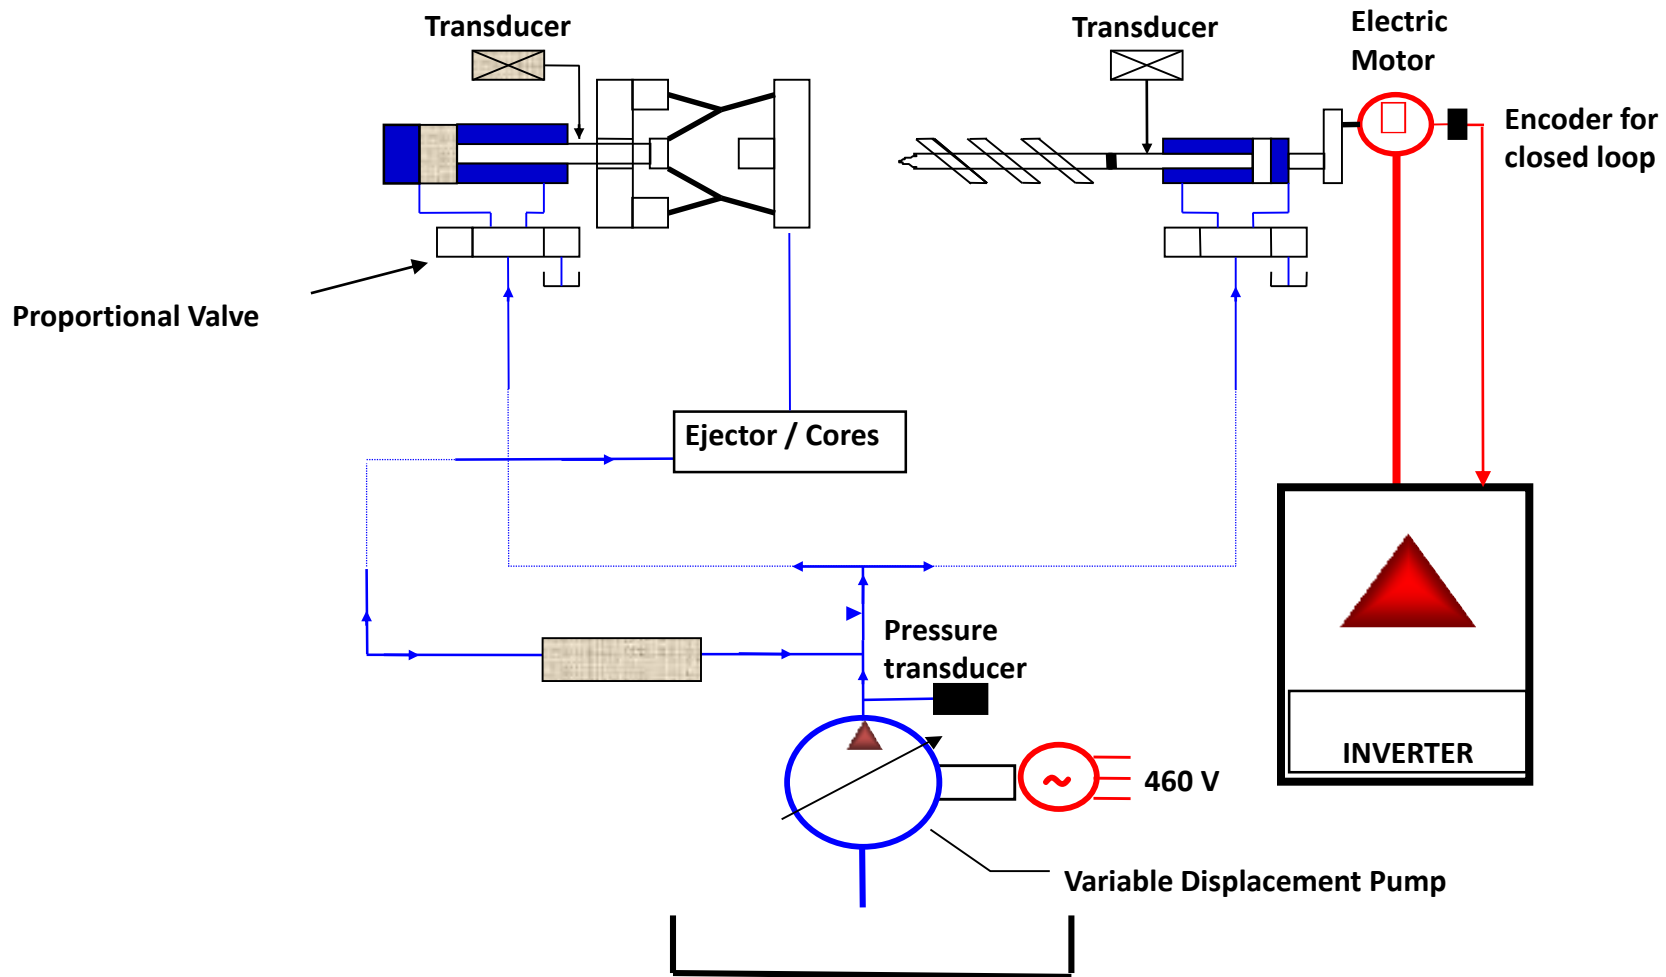 Transducer
Transducer
Electric
Motor
Encoder for
closed loop
Proportional Valve
Ejector / Cores
Pressure
transducer
INVERTER
~
460 V
Variable Displacement Pump